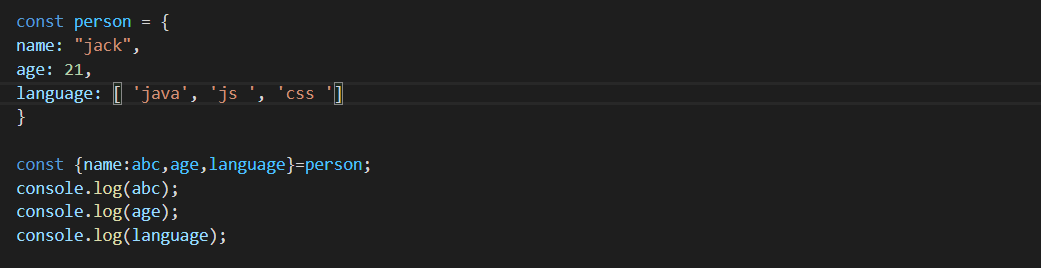 const person = {
name: "jack",
age: 21,
language: [ 'java', 'js ', 'css ']
}
const {name:abc,age,language}=person;
console.log(abc);
console.log(age);
console.log(language);